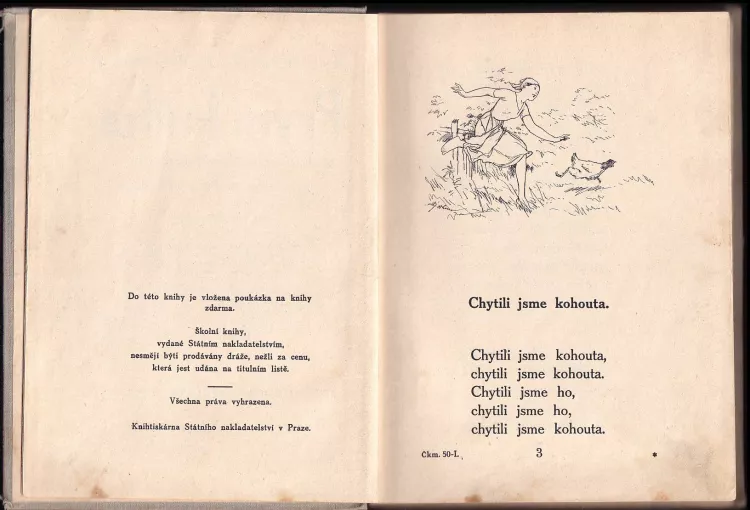 Do této knihy je vložena poukázka na knihy
zdarma.
Školní knihy,
vydané Státním nakladatelstvím,
nesmějí býti prodávány dráže, nežli za cenu,
která jest udána na titulním listě.
Všechna práva vyhrazena.
Knihtiskárna Státního nakladatelství v Praze.
Chytili jsme kohouta.
Chytili jsme kohouta,
chytili jsme kohouta.
Chytili jsme ho,
chytili jsme ho,
chytili jsme kohouta.
Čkm. 50-I. 3 *